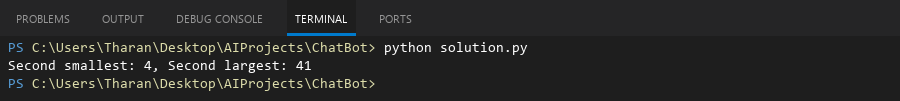 PROBLEMS OUTPUT DEBUG CONSOLE TERMINAL PORTS
PS C:\Users\Tharan\Desktop\AIProjects\ChatBot> python solution.py
Second smallest: 4, Second largest: 41
PS C:\Users\Tharan\Desktop\AIProjects\ChatBot>